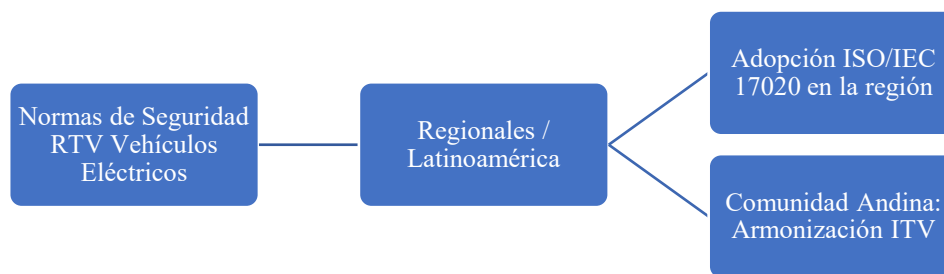 Normas de Seguridad
RTV Vehículos
Eléctricos
Regionales /
Latinoamérica
Adopción ISO/IEC
17020 en la región
Comunidad Andina:
Armonización ITV